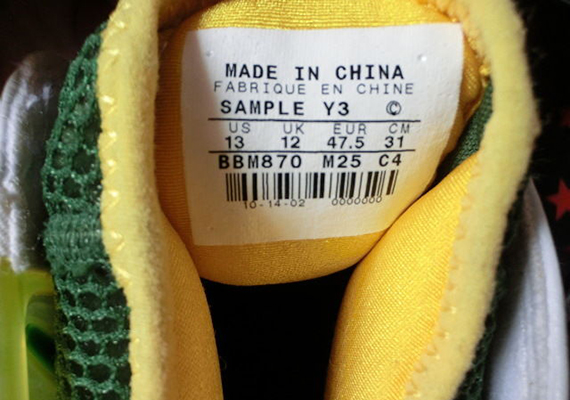 MADE IN CHINA
FABRIQUE EN CHINE
SAMPLE Y3 ©
US UK EUR CM
13 12 47.5 31
BBM870 M25 C4
10-14-02 0000000